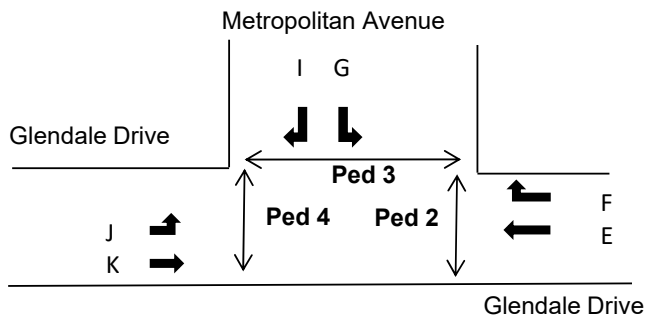 Metropolitan Avenue
I G
Glendale Drive
Ped 3
Ped 4 Ped 2
F
J
E
K
Glendale Drive